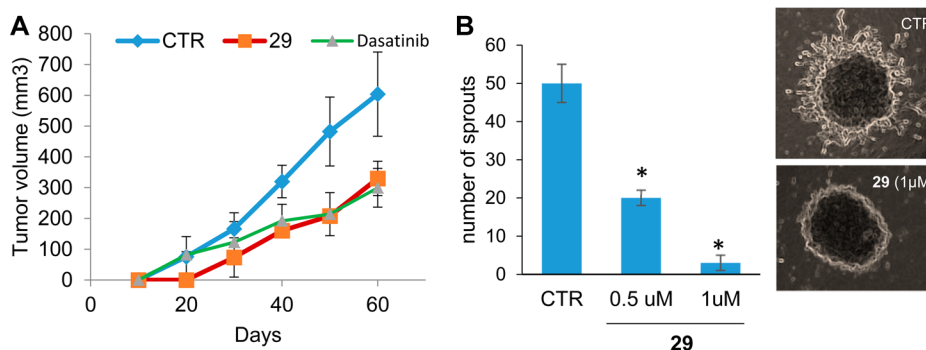 A
CTR 29 Dasatinib
Tumor volume (mm3)
800
700
600
500
400
300
200
100
0
0 20 40 60
Days
B
number of sprouts
60
50
40
30
20
10
0
*
*
CTR 0.5 uM 1uM
29
CTR
29 (1µM)